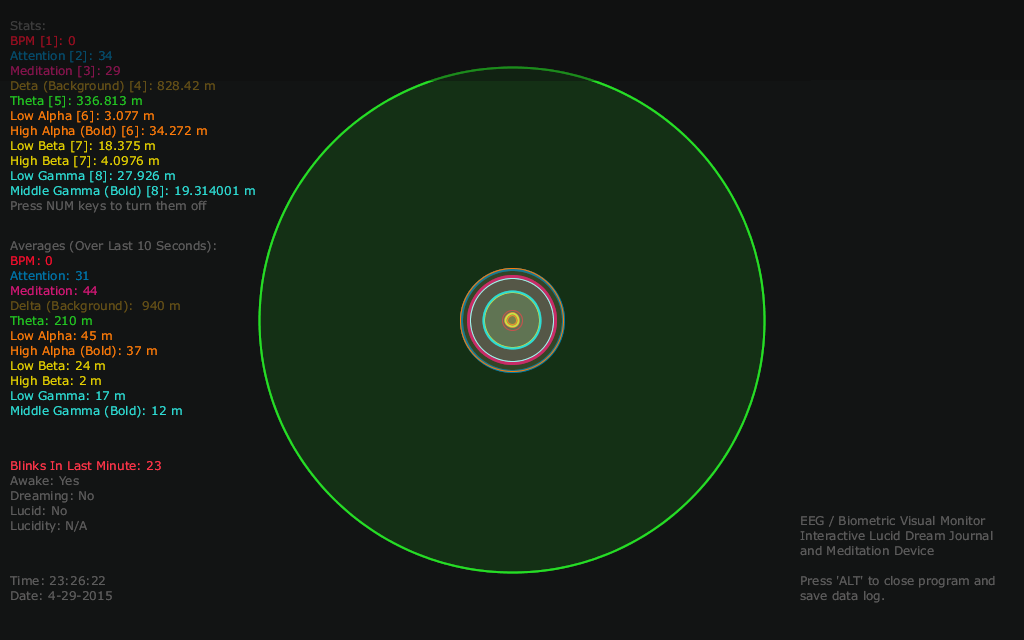 Stats:
BPM [1]: 0
Attention [2]: 34
Meditation [3]: 29
Deta (Background) [4]: 828.42 m
Theta [5]: 336.813 m
Low Alpha [6]: 3.077 m
High Alpha (Bold) [6]: 34.272 m
Low Beta [7]: 18.375 m
High Beta [7]: 4.0976 m
Low Gamma [8]: 27.926 m
Middle Gamma (Bold) [8]: 19.314001 m
Press NUM keys to turn them off
Averages (Over Last 10 Seconds):
BPM: 0
Attention: 31
Meditation: 44
Delta (Background):  940 m
Theta: 210 m
Low Alpha: 45 m
High Alpha (Bold): 37 m
Low Beta: 24 m
High Beta: 2 m
Low Gamma: 17 m
Middle Gamma (Bold): 12 m
Blinks In Last Minute: 23
Awake: Yes
Dreaming: No
Lucid: No
Lucidity: N/A
Time: 23:26:22
Date: 4-29-2015
EEG / Biometric Visual Monitor
Interactive Lucid Dream Journal
and Meditation Device
Press 'ALT' to close program and
save data log.